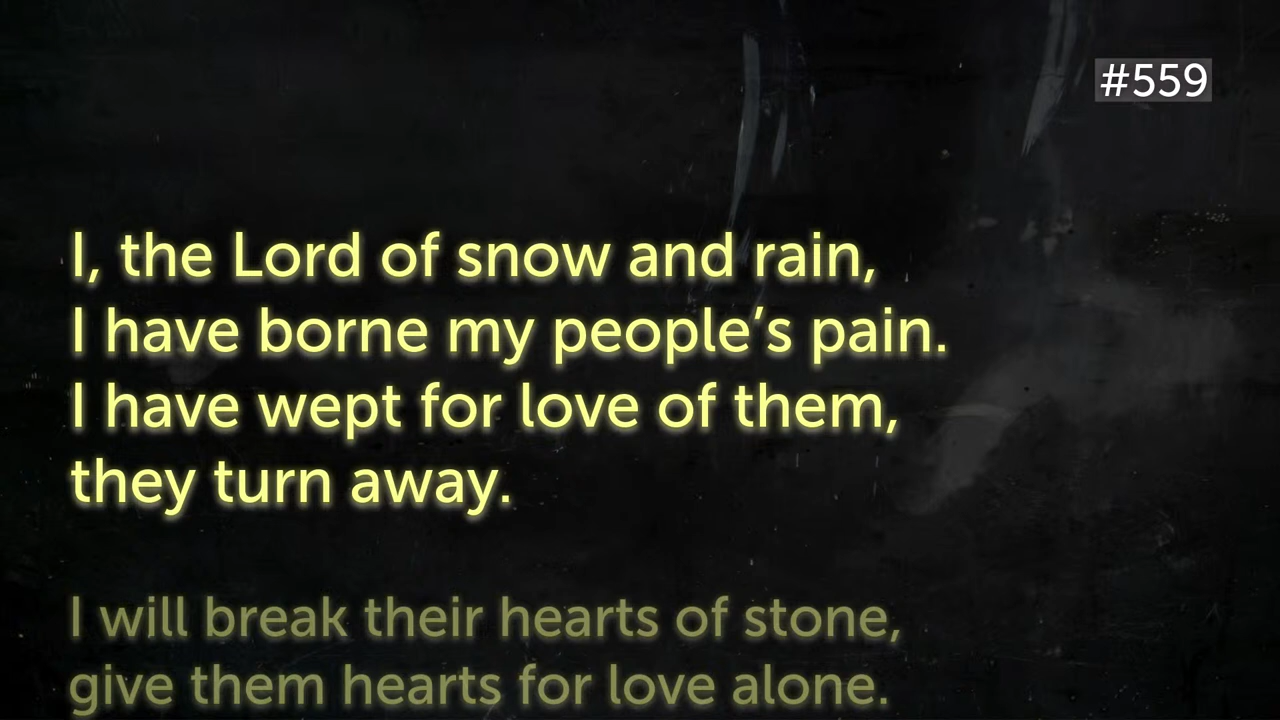 #559
I, the Lord of snow and rain,
I have borne my people’s pain.
I have wept for love of them,
they turn away.
I will break their hearts of stone,
give them hearts for love alone.